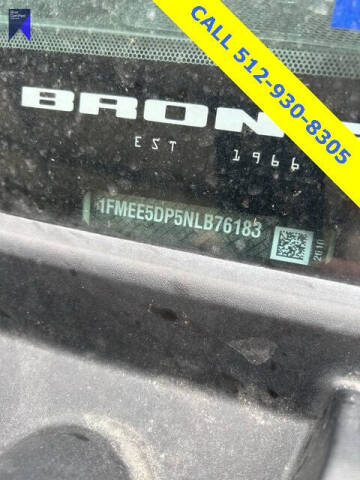 CALL 512-930-8305
BRON
EST 1966
1FMEE5DP5NLB76183